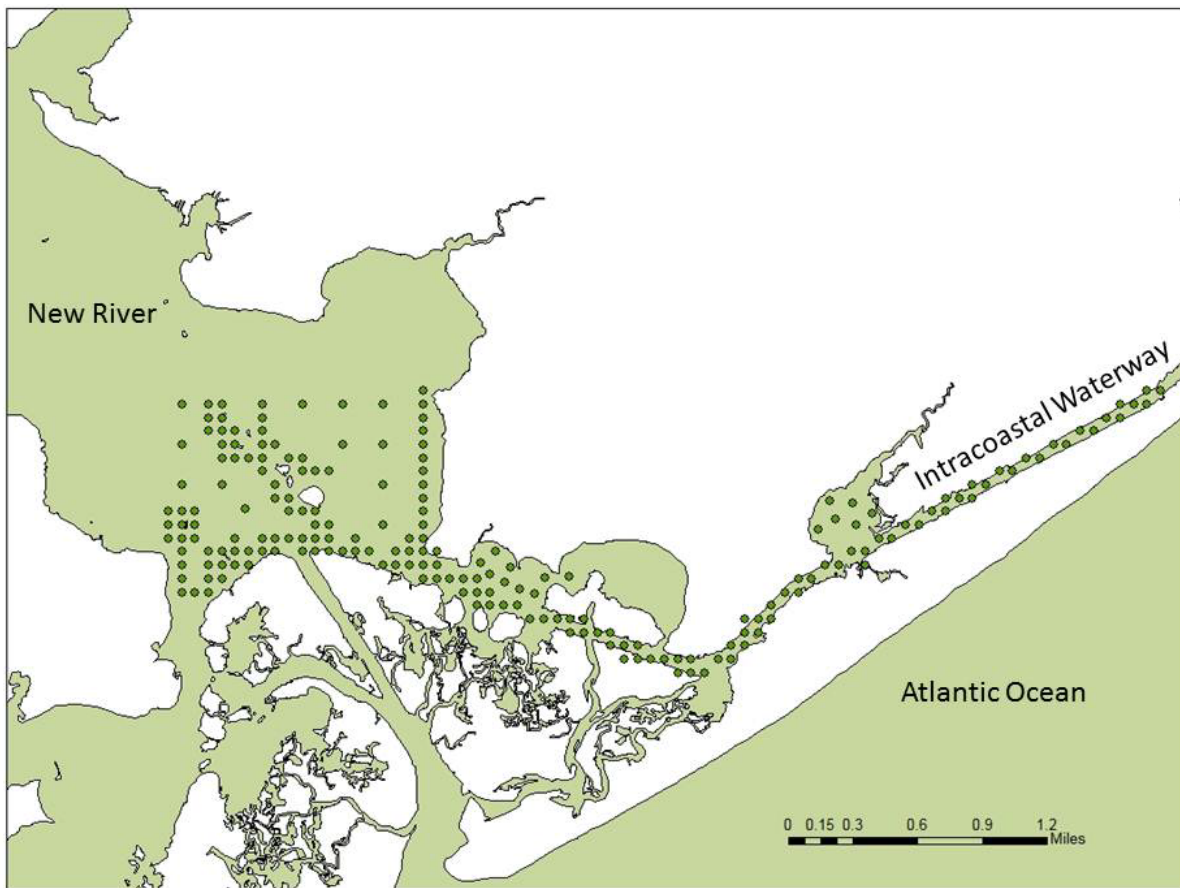 New River
Intracoastal Waterway
Atlantic Ocean
0 0.15 0.3 0.6 0.9 1.2
Miles